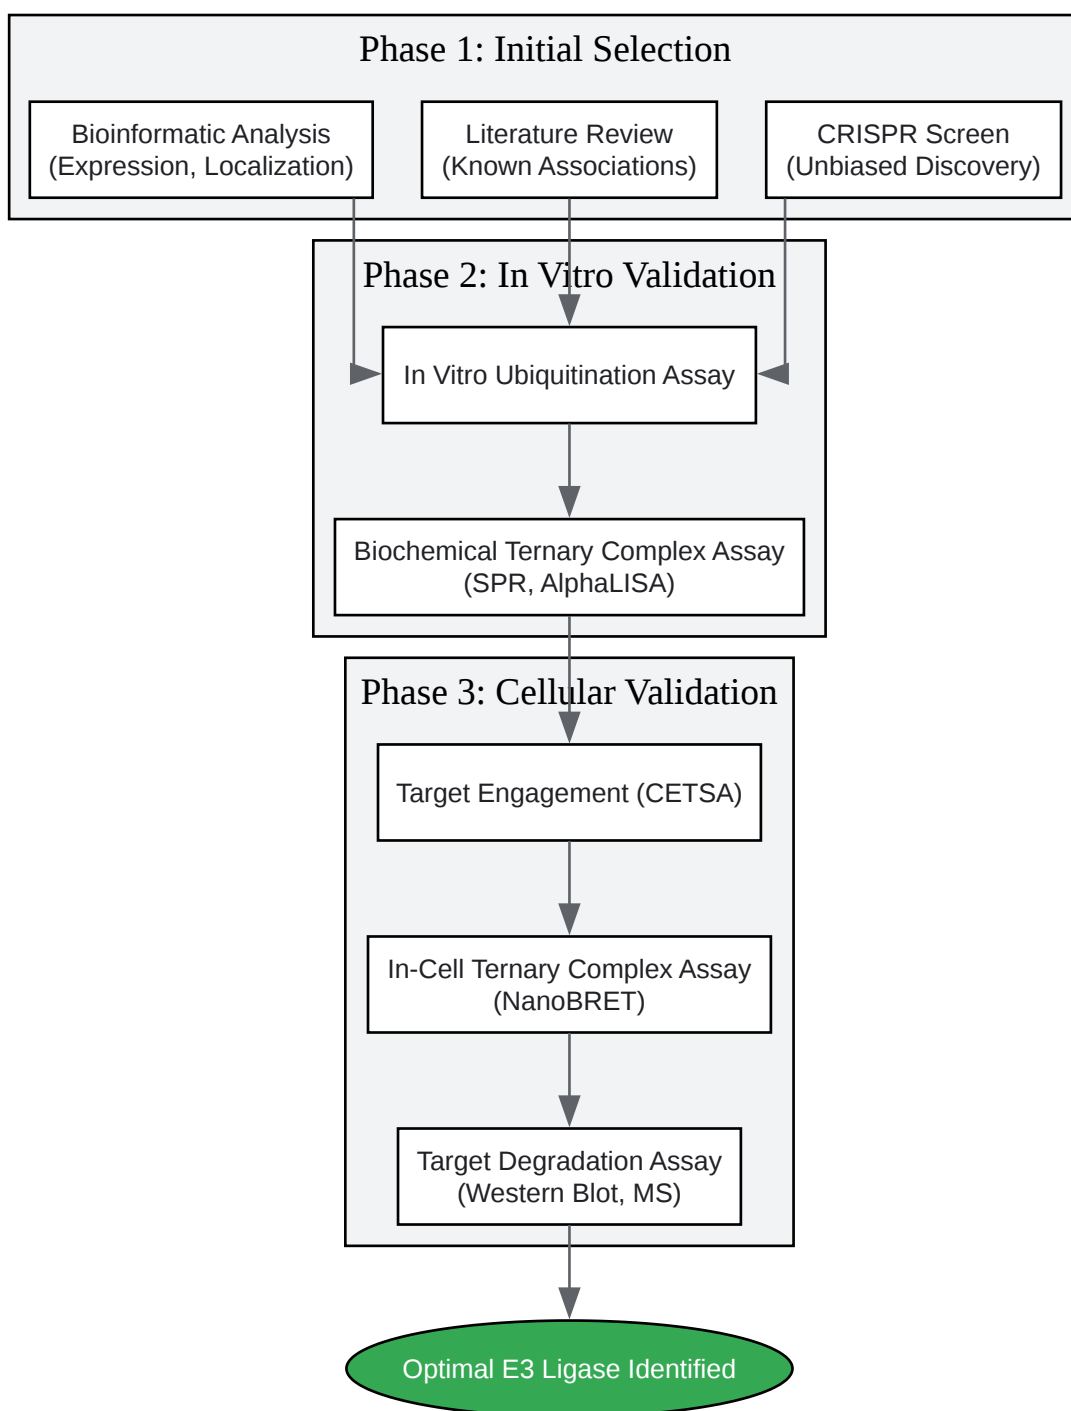 Phase 1: Initial Selection
Bioinformatic Analysis
(Expression, Localization)
Literature Review
(Known Associations)
CRISPR Screen
(Unbiased Discovery)
Phase 2: In Vitro Validation
In Vitro Ubiquitination Assay
Biochemical Ternary Complex Assay
(SPR, AlphaLISA)
Phase 3: Cellular Validation
Target Engagement (CETSA)
In-Cell Ternary Complex Assay
(NanoBRET)
Target Degradation Assay
(Western Blot, MS)
Optimal E3 Ligase Identified